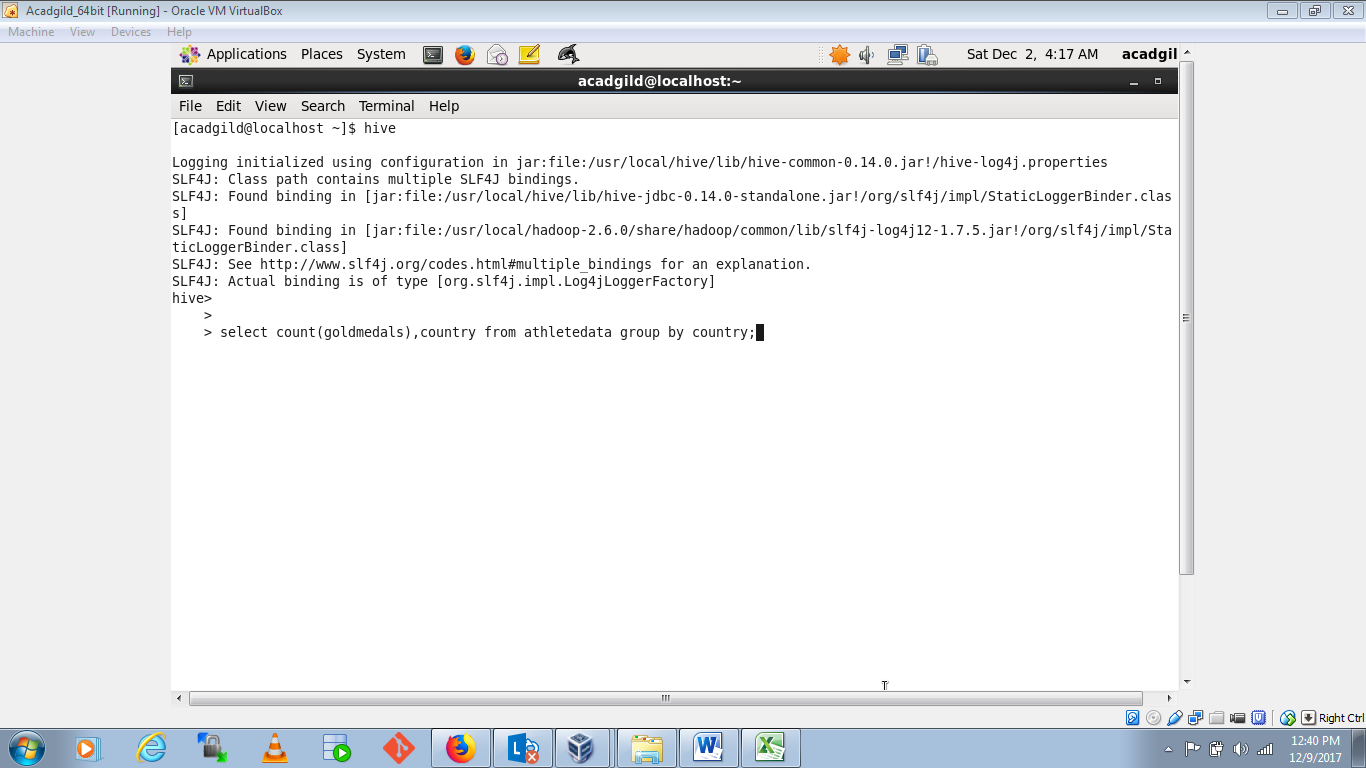 Acadgild_64bit [Running] - Oracle VM VirtualBox
Machine View Devices Help
Applications Places System Sat Dec 2, 4:17 AM acadgil
acadgild@localhost:~
File Edit View Search Terminal Help
[acadgild@localhost ~]$ hive
Logging initialized using configuration in jar:file:/usr/local/hive/lib/hive-common-0.14.0.jar!/hive-log4j.properties
SLF4J: Class path contains multiple SLF4J bindings.
SLF4J: Found binding in [jar:file:/usr/local/hive/lib/hive-jdbc-0.14.0-standalone.jar!/org/slf4j/impl/StaticLoggerBinder.clas
s]
SLF4J: Found binding in [jar:file:/usr/local/hadoop-2.6.0/share/hadoop/common/lib/slf4j-log4j12-1.7.5.jar!/org/slf4j/impl/Sta
ticLoggerBinder.class]
SLF4J: See http://www.slf4j.org/codes.html#multiple_bindings for an explanation.
SLF4J: Actual binding is of type [org.slf4j.impl.Log4jLoggerFactory]
hive>
>
> select count(goldmedals),country from athletedata group by country;
Right Ctrl
12:40 PM
12/9/2017